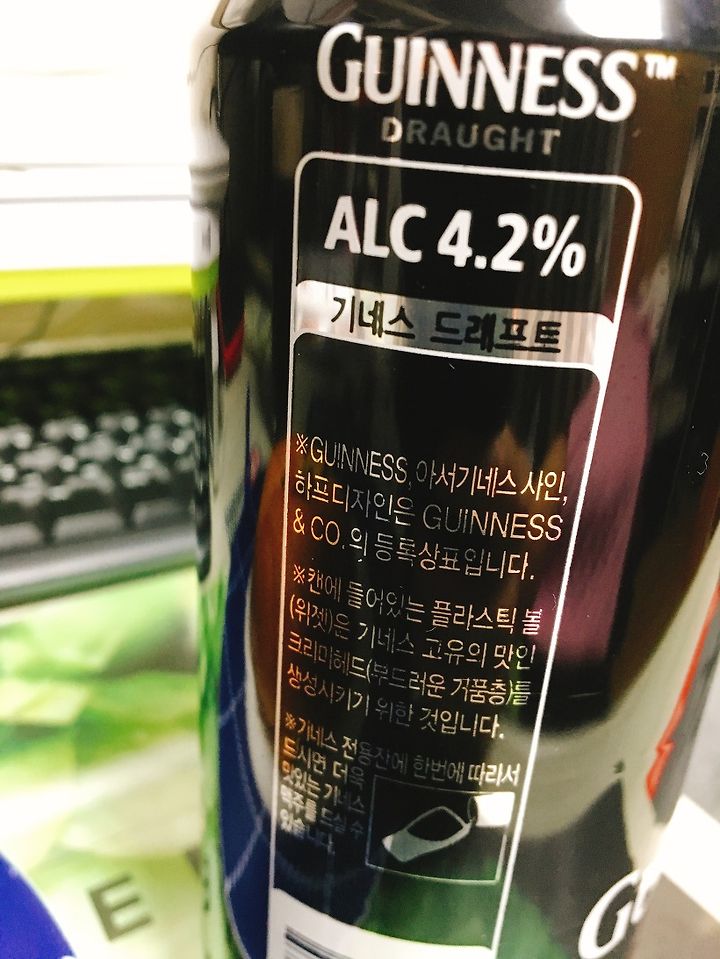 GUINNESS™
DRAUGHT
ALC 4.2%
기네스 드래프트
※GUINNESS, 아서기네스 사인,
하프디자인은 GUINNESS
& CO. 의 등록상표입니다.
※캔에 들어있는 플라스틱 볼
(위젯)은 기네스 고유의 맛인
크리미헤드(부드러운 거품층)를
생성시키기 위한 것입니다.
※기네스 전용잔에 한번에 따라서
드시면 더욱
맛있는 기네스
맥주를 드실 수
있습니다.
E